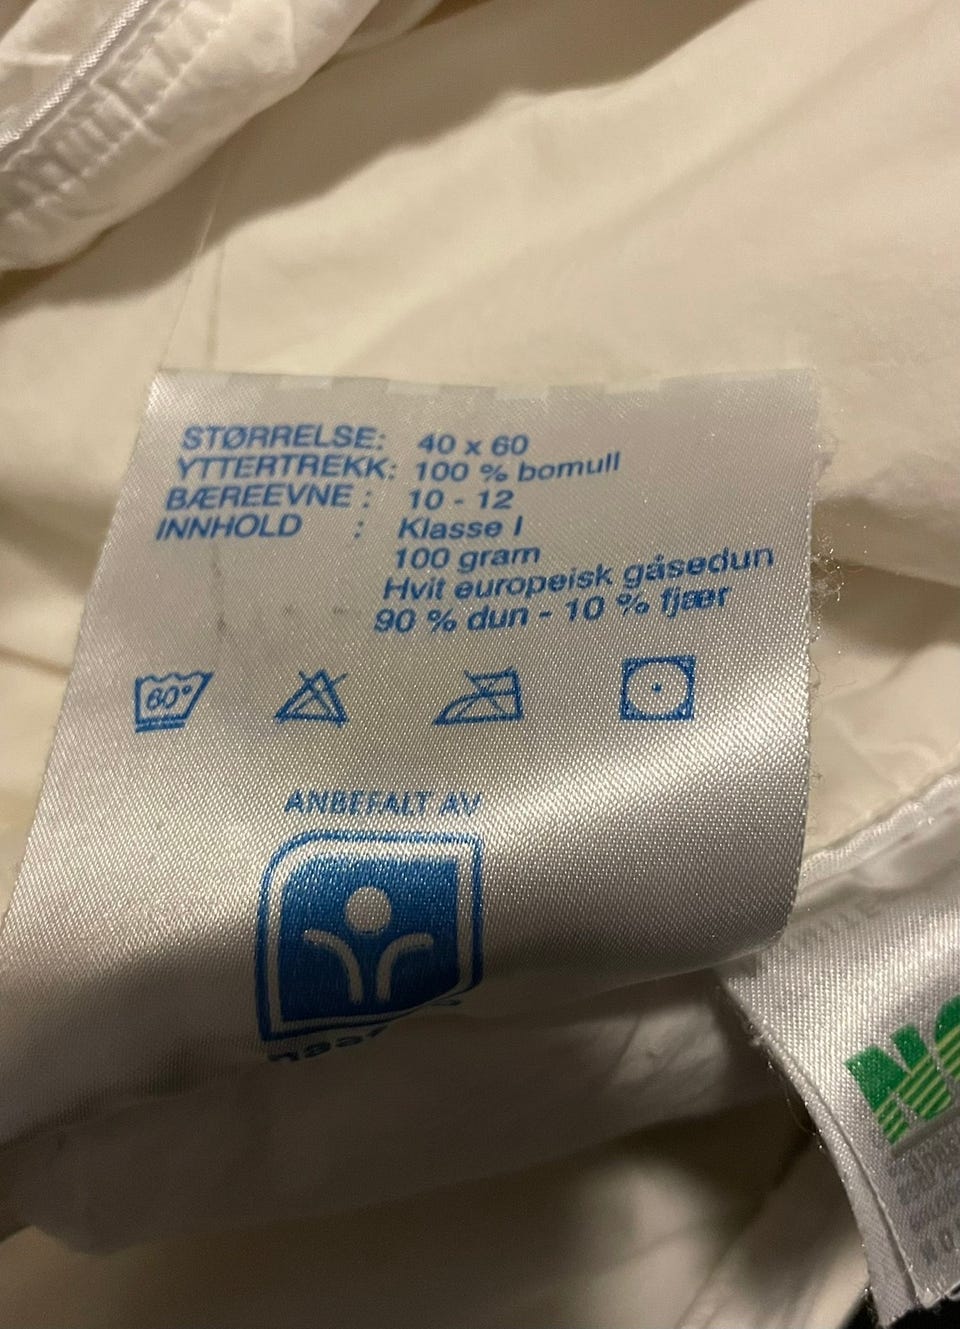 STØRRELSE: 40 x 60
YTTERTREKK: 100 % bomull
BÆREEVNE : 10 - 12
INNHOLD : Klasse I
100 gram
Hvit europeisk gåsedun
90 % dun - 10 % fjær
60°
ANBEFALT AV